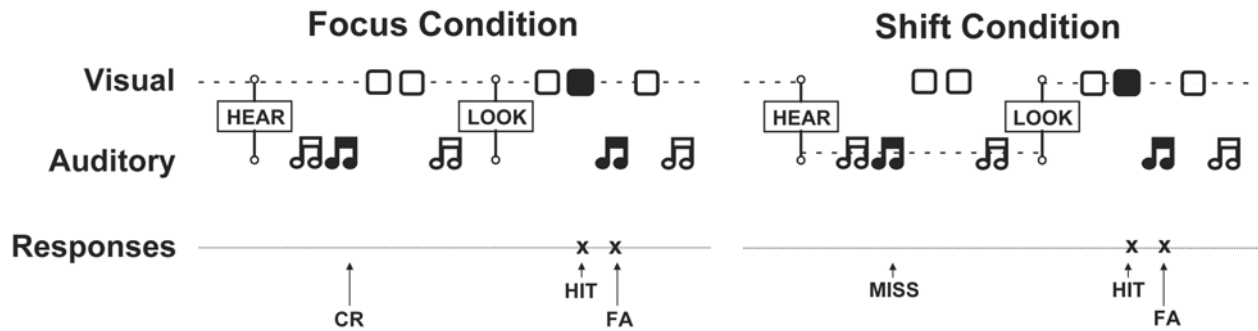 Focus Condition Shift Condition
Visual
HEAR LOOK HEAR LOOK
Auditory
Responses x x x x
HIT MISS HIT
CR FA FA